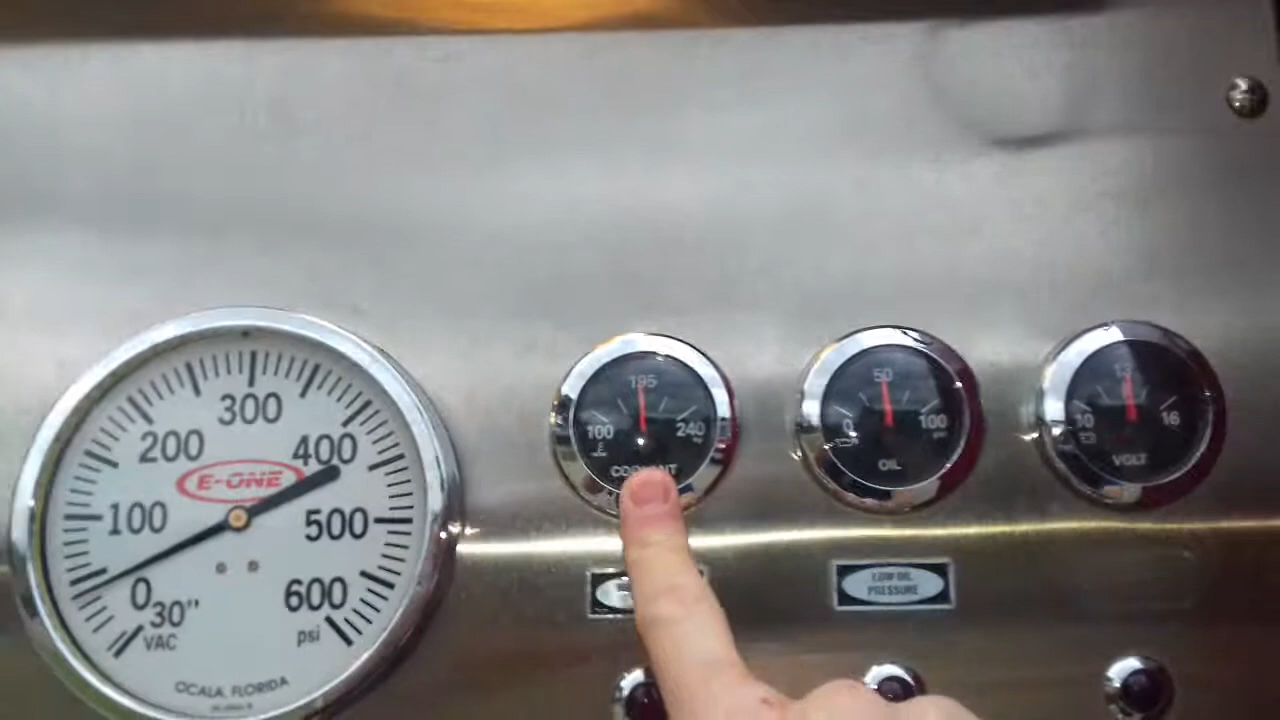 300
200
400
E-ONE
100
500
0
600
30"
VAC
psi
OCALA, FLORIDA
195
100
240
COOLANT
50
0
100
psi
OIL
13
10
16
VOLT
LOW OIL
PRESSURE